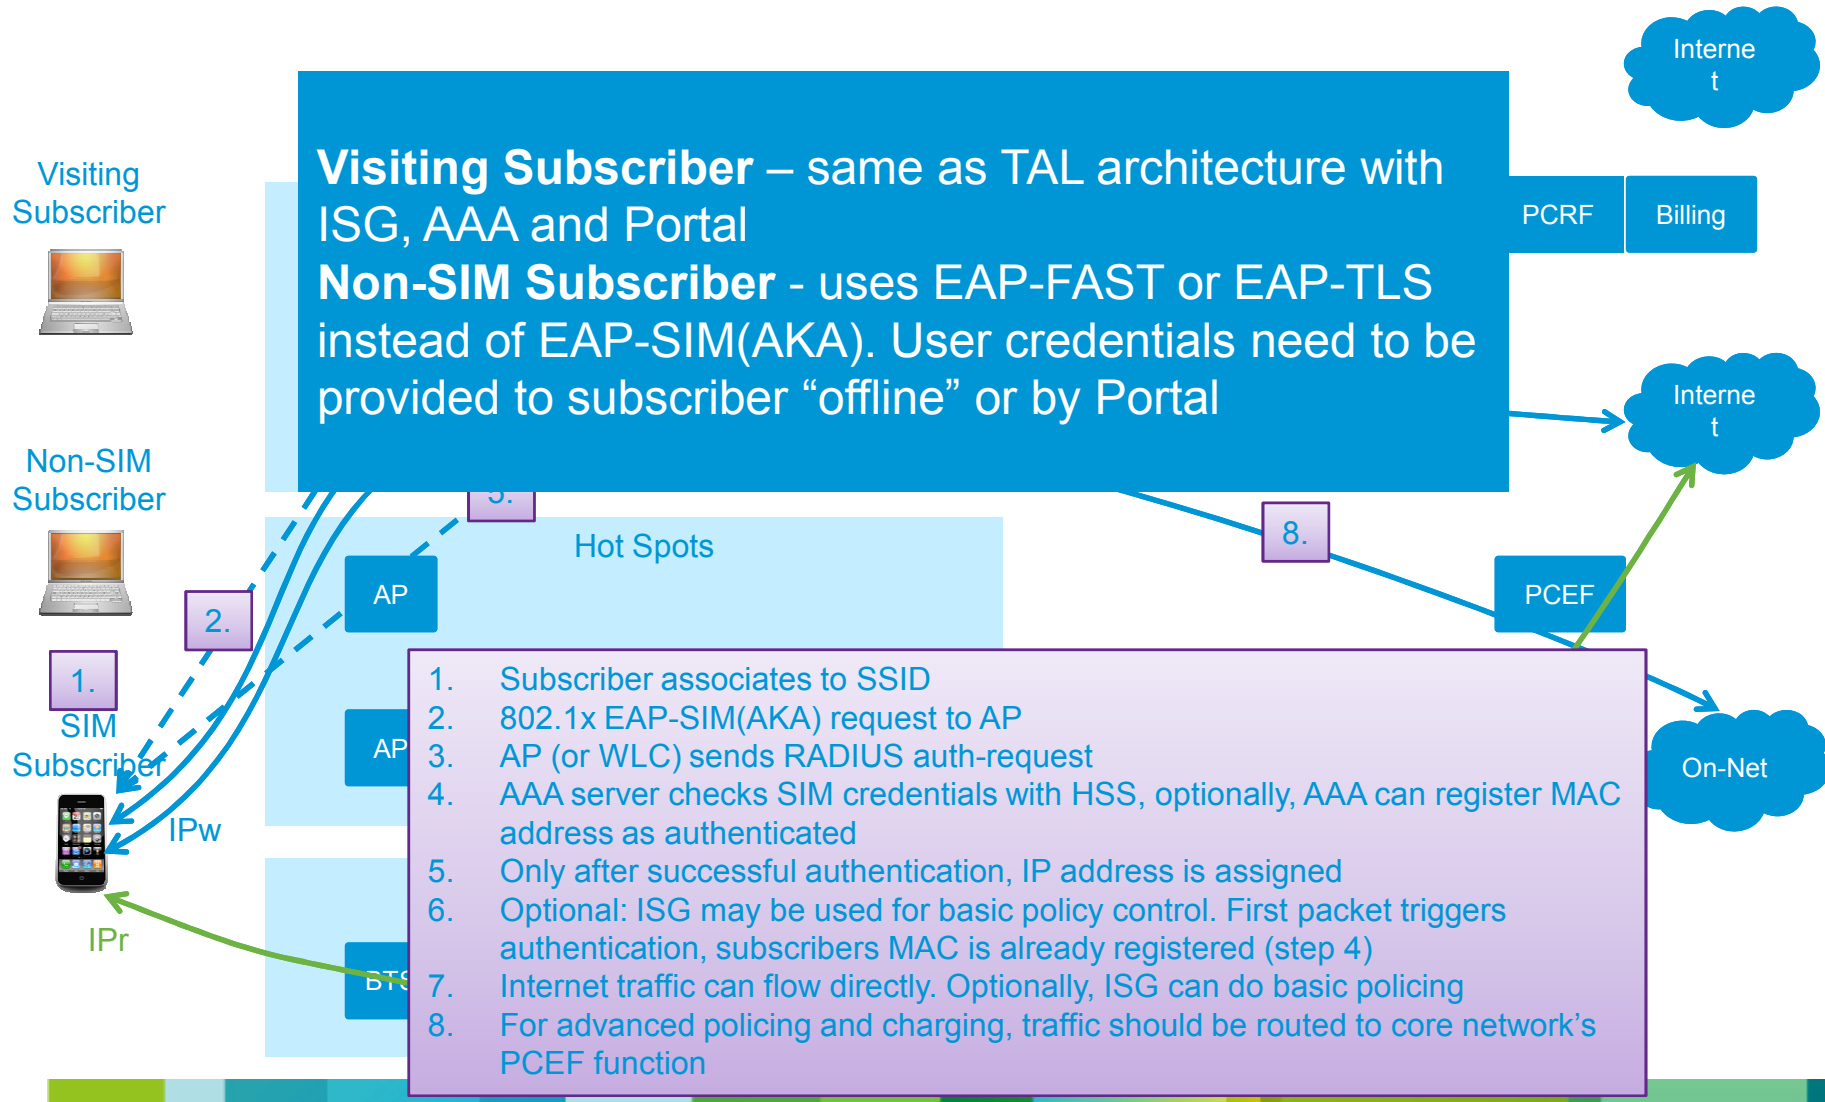 Interne
t
Visiting Subscriber – same as TAL architecture with
ISG, AAA and Portal
Non-SIM Subscriber - uses EAP-FAST or EAP-TLS
instead of EAP-SIM(AKA). User credentials need to be
provided to subscriber “offline” or by Portal
Visiting
Subscriber
PCRF
Billing
Interne
t
Non-SIM
Subscriber
5.
8.
Hot Spots
AP
PCEF
2.
1.
SIM
Subscriber
AP
On-Net
IPw
IPr
BTS
1. Subscriber associates to SSID
2. 802.1x EAP-SIM(AKA) request to AP
3. AP (or WLC) sends RADIUS auth-request
4. AAA server checks SIM credentials with HSS, optionally, AAA can register MAC
address as authenticated
5. Only after successful authentication, IP address is assigned
6. Optional: ISG may be used for basic policy control. First packet triggers
authentication, subscribers MAC is already registered (step 4)
7. Internet traffic can flow directly. Optionally, ISG can do basic policing
8. For advanced policing and charging, traffic should be routed to core network’s
PCEF function